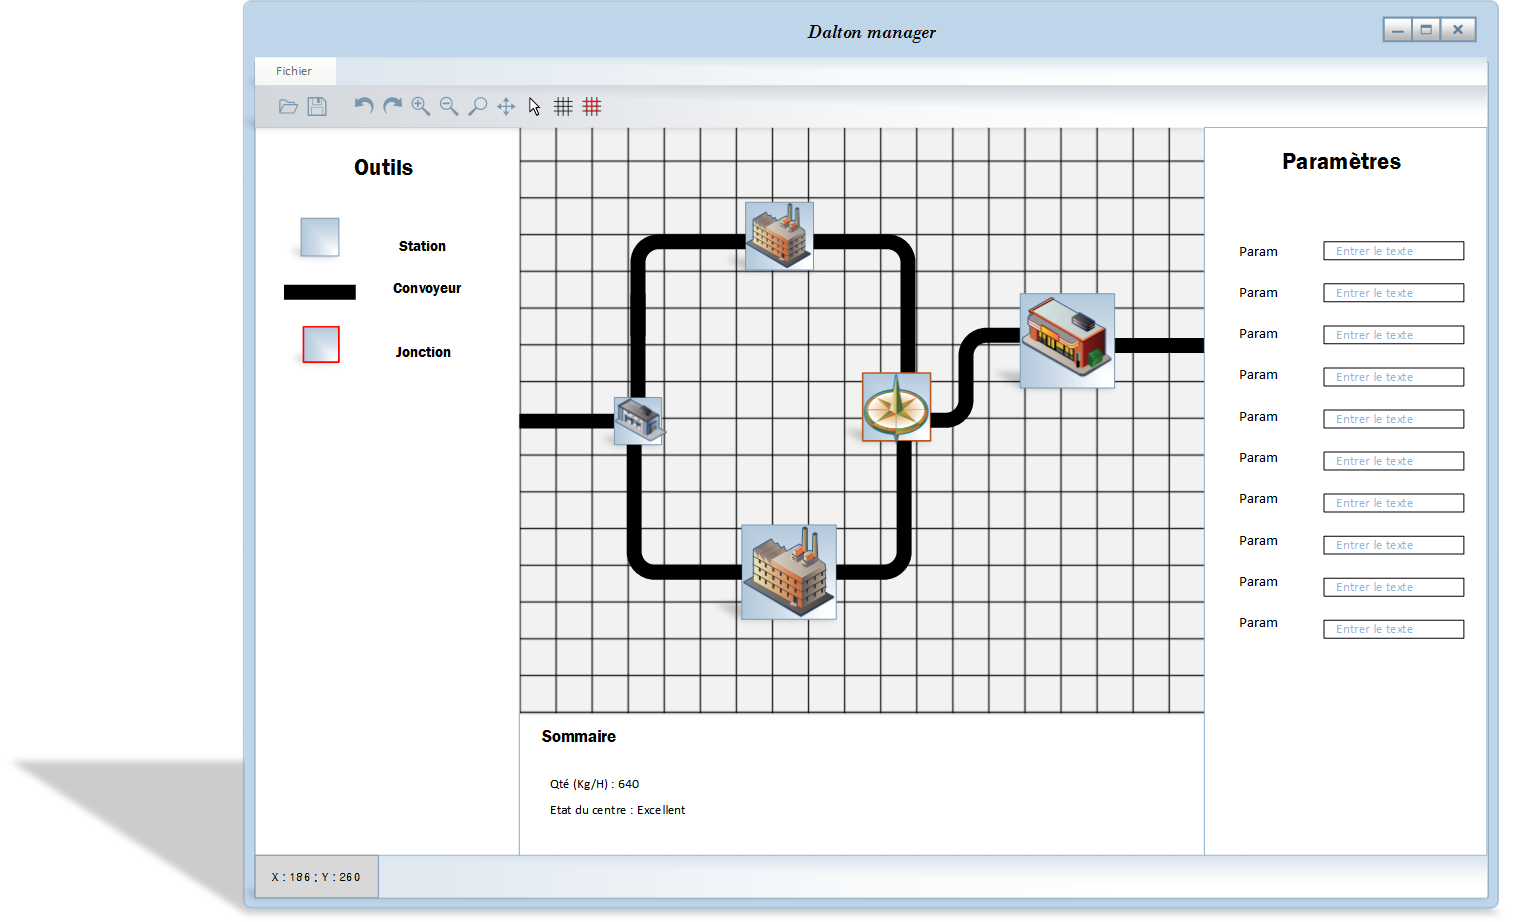 Dalton manager
Fichier
Outils
Station
Convoyeur
Jonction
Paramètres
Param Entrer le texte
Param Entrer le texte
Param Entrer le texte
Param Entrer le texte
Param Entrer le texte
Param Entrer le texte
Param Entrer le texte
Param Entrer le texte
Param Entrer le texte
Param Entrer le texte
Sommaire
Qté (Kg/H) : 640
Etat du centre : Excellent
X : 186 ; Y : 260